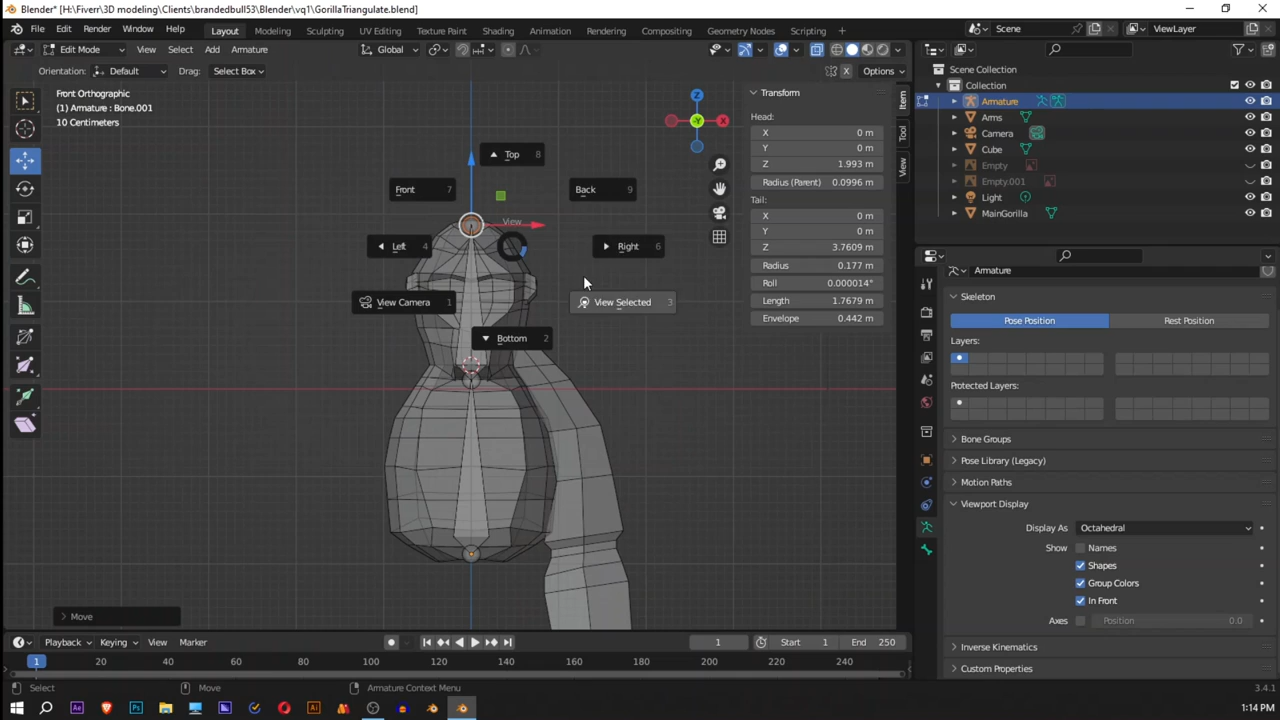 Blender* [H:\Fiverr\3D modeling\Clients\brandedbull53\Blender\vq1\GorillaTriangulate.blend]
File Edit Render Window Help Layout Modeling Sculpting UV Editing Texture Paint Shading Animation Rendering Compositing Geometry Nodes Scripting Scene ViewLayer
Edit Mode View Select Add Armature Global
Orientation: Default Drag: Select Box X Options
Front Orthographic
(1) Armature : Bone.001
10 Centimeters
Z
X
-Y
Top 8
Front 7
Back 9
View
Left 4
Right 6
View Camera 1
View Selected 3
Bottom 2
Move
Item
Tool
View
Transform
Head:
X 0 m
Y 0 m
Z 1.993 m
Radius (Parent) 0.0996 m
Tail:
X 0 m
Y 0 m
Z 3.7609 m
Radius 0.177 m
Roll 0.000014°
Length 1.7679 m
Envelope 0.442 m
Scene Collection
Collection
Armature
Arms
Camera
Cube
Empty
Empty.001
Light
MainGorilla
Armature
Skeleton
Pose Position Rest Position
Layers:
Protected Layers:
Bone Groups
Pose Library (Legacy)
Motion Paths
Viewport Display
Display As Octahedral
Show Names
Shapes
Group Colors
In Front
Axes Position 0.0
Inverse Kinematics
Custom Properties
Playback Keying View Marker 1 Start 1 End 250
1 20 40 60 80 100 120 140 160 180 200 220 240
Select Move Armature Context Menu 3.4.1
Ae Ps Ai 1:14 PM